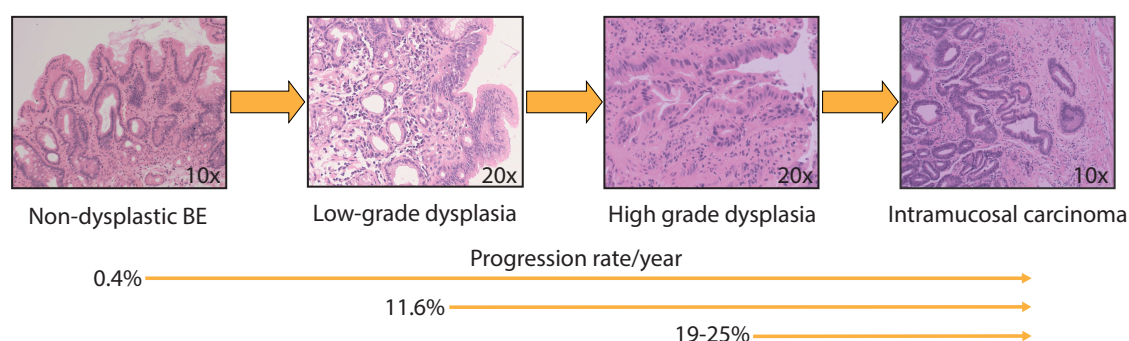 10x
20x
20x
10x
Non-dysplastic BE
Low-grade dysplasia
High grade dysplasia
Intramucosal carcinoma
Progression rate/year
0.4%
11.6%
19-25%